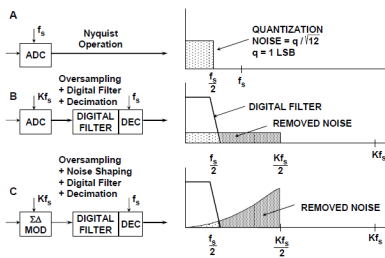 A
fs
ADC
Nyquist
Operation
QUANTIZATION
NOISE = q / √12
q = 1 LSB
fs
2
fs
B
Kfs
Oversampling
+ Digital Filter
+ Decimation
fs
ADC
DIGITAL
FILTER
DEC
DIGITAL FILTER
REMOVED NOISE
fs
2
Kfs
2
Kfs
C
Kfs
Oversampling
+ Noise Shaping
+ Digital Filter
+ Decimation
fs
ΣΔ
MOD
DIGITAL
FILTER
DEC
REMOVED NOISE
fs
2
Kfs
2
Kfs